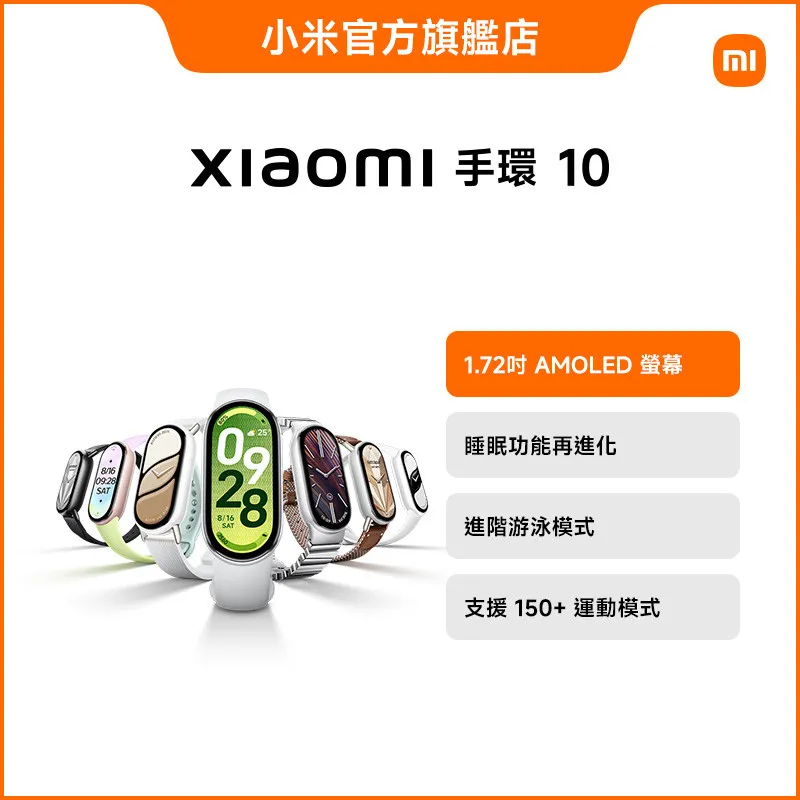 小米官方旗艦店
mi
xiaomi 手環 10
1.72吋 AMOLED 螢幕
睡眠功能再進化
進階游泳模式
支援 150+ 運動模式
8/16
09:28
SAT
25°
09
28
8/16
SAT